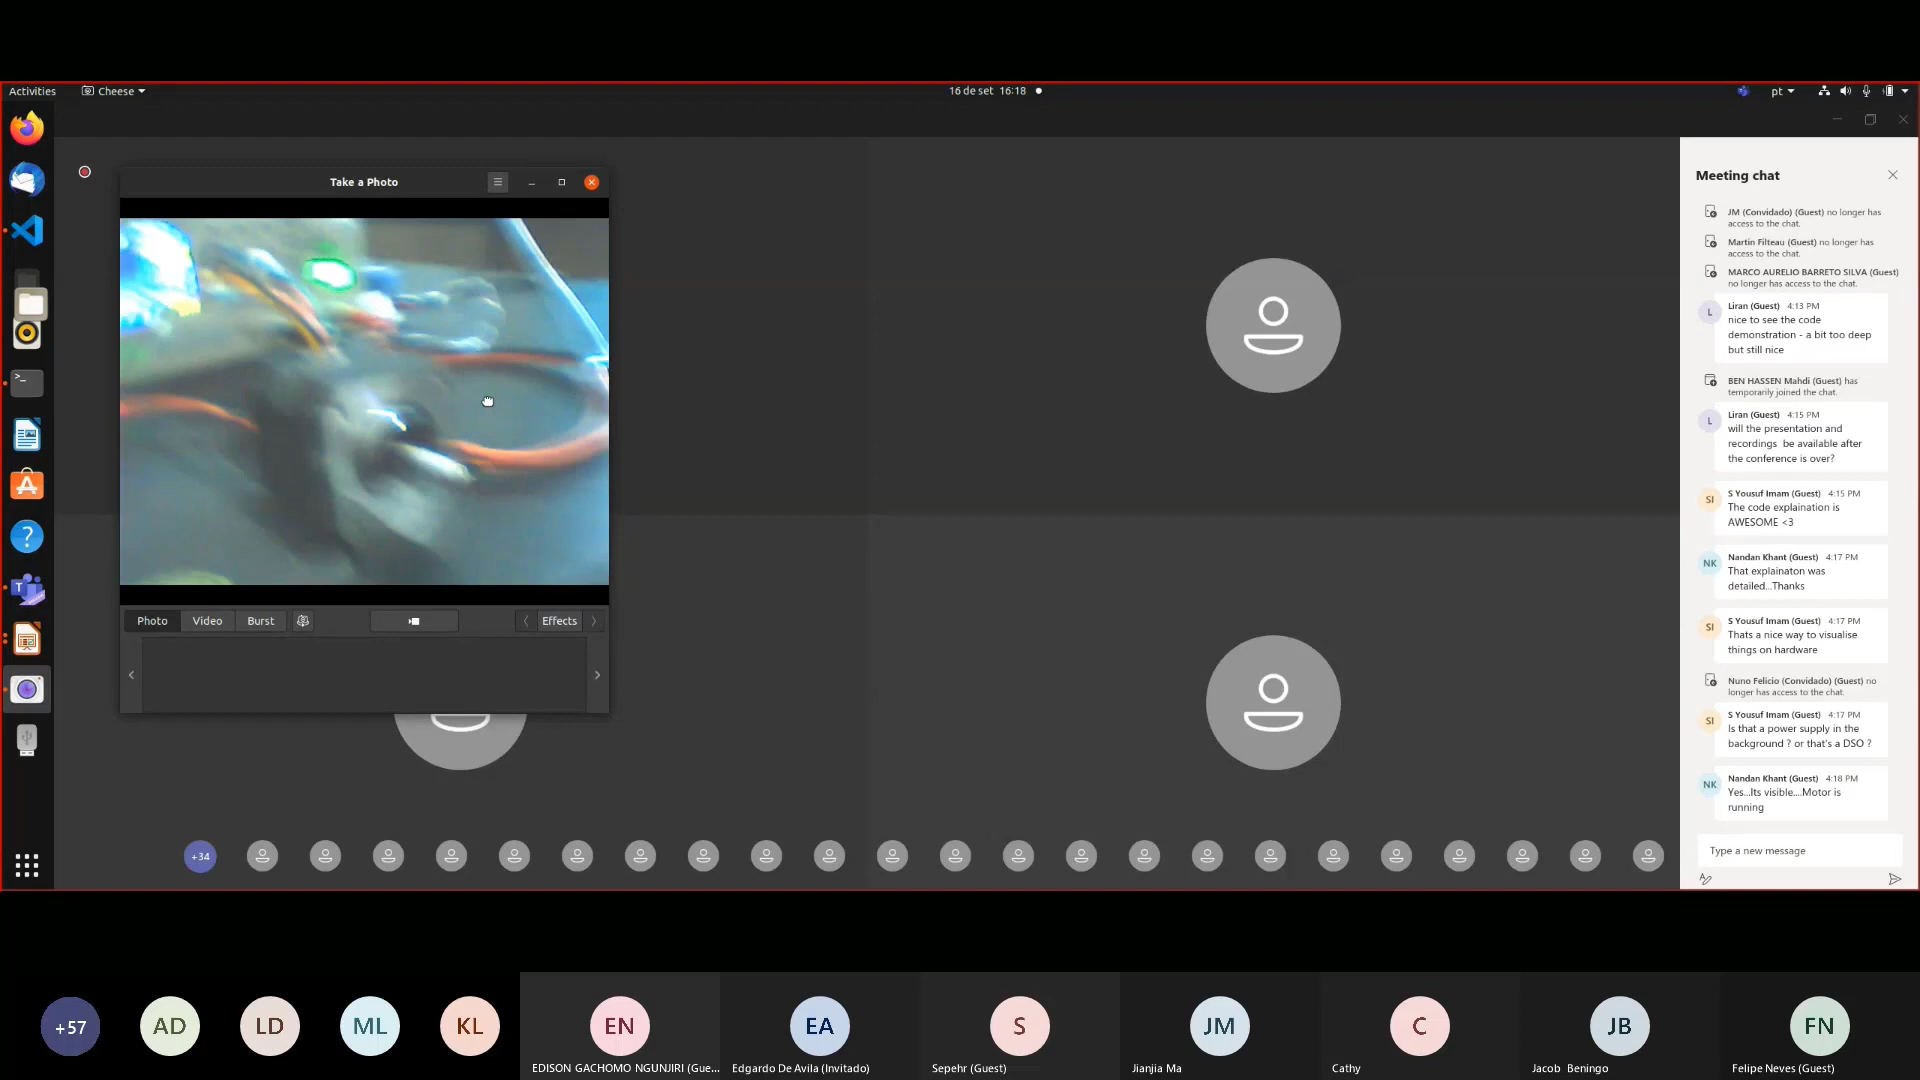 Activities
Cheese
16 de set 16:18
pt
Take a Photo
Photo
Video
Burst
Effects
+34
Meeting chat
JM (Convidado) (Guest) no longer has
access to the chat.
Martin Filteau (Guest) no longer has
access to the chat.
MARCO AURELIO BARRETO SILVA (Guest)
no longer has access to the chat.
L
Liran (Guest) 4:13 PM
nice to see the code
demonstration - a bit too deep
but still nice
BEN HASSEN Mahdi (Guest) has
temporarily joined the chat.
L
Liran (Guest) 4:15 PM
will the presentation and
recordings be available after
the conference is over?
SI
S Yousuf Imam (Guest) 4:15 PM
The code explaination is
AWESOME <3
NK
Nandan Khant (Guest) 4:17 PM
That explainaton was
detailed...Thanks
SI
S Yousuf Imam (Guest) 4:17 PM
Thats a nice way to visualise
things on hardware
Nuno Felicio (Convidado) (Guest) no
longer has access to the chat.
SI
S Yousuf Imam (Guest) 4:17 PM
Is that a power supply in the
background ? or that's a DSO ?
NK
Nandan Khant (Guest) 4:18 PM
Yes...Its visible....Motor is
running
Type a new message
+57
AD
LD
ML
KL
EN
EDISON GACHOMO NGUNJIRI (Gue...
EA
Edgardo De Avila (Invitado)
S
Sepehr (Guest)
JM
Jianjia Ma
C
Cathy
JB
Jacob Beningo
FN
Felipe Neves (Guest)